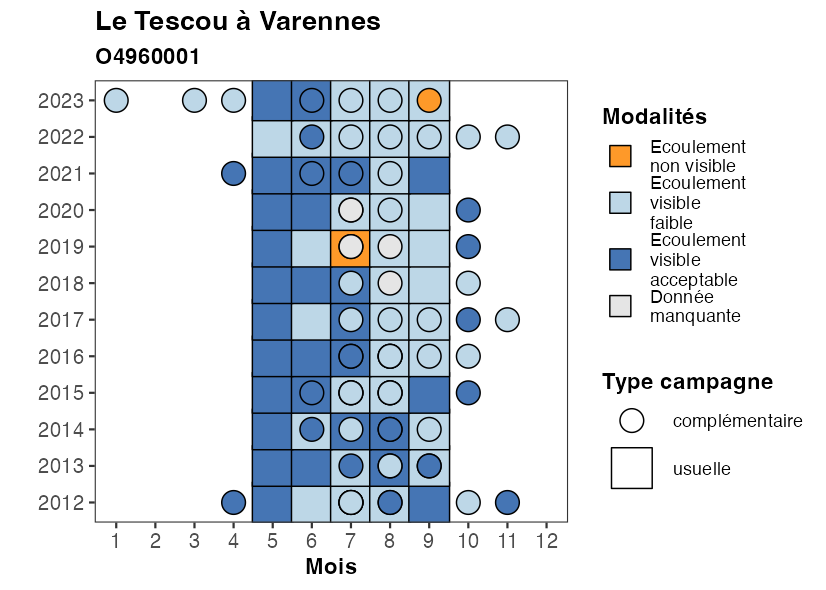 Le Tescou à Varennes
O4960001
2023
2022
2021
2020
2019
2018
2017
2016
2015
2014
2013
2012
1 2 3 4 5 6 7 8 9 10 11 12
Mois
Modalités
Ecoulement
non visible
Ecoulement
visible
faible
Ecoulement
visible
acceptable
Donnée
manquante
Type campagne
complémentaire
usuelle